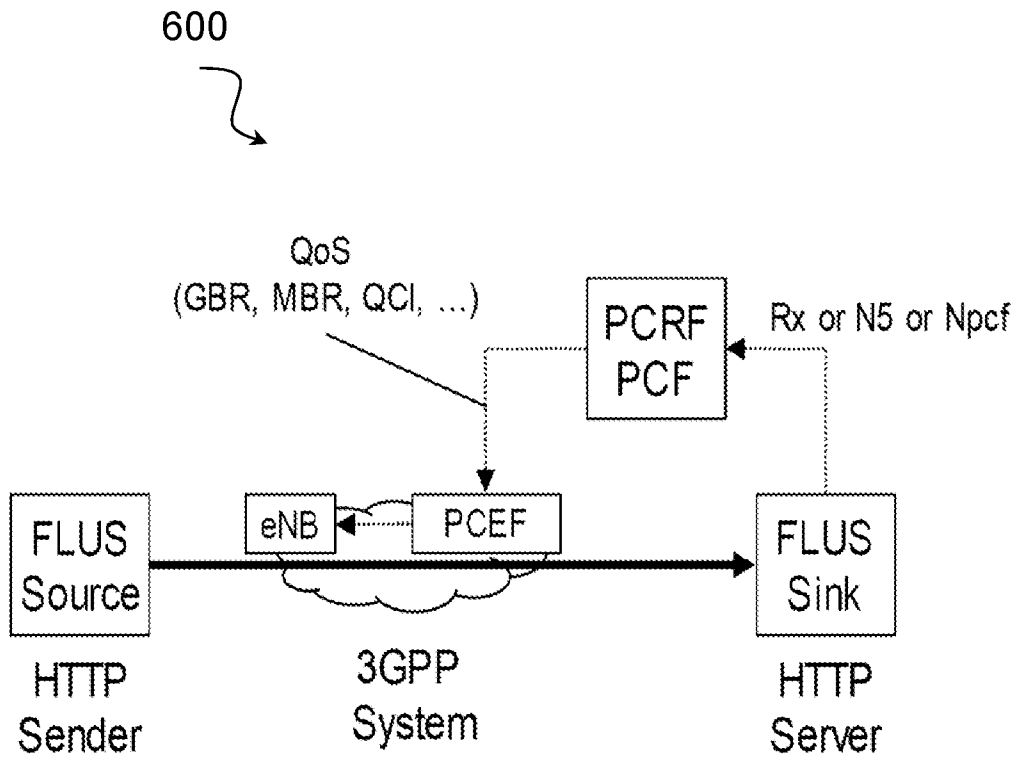 600
QoS
(GBR, MBR, QCI, ...)
PCRF
PCF
Rx or N5 or Npcf
FLUS
Source
eNB
PCEF
FLUS
Sink
HTTP
Sender
3GPP
System
HTTP
Server